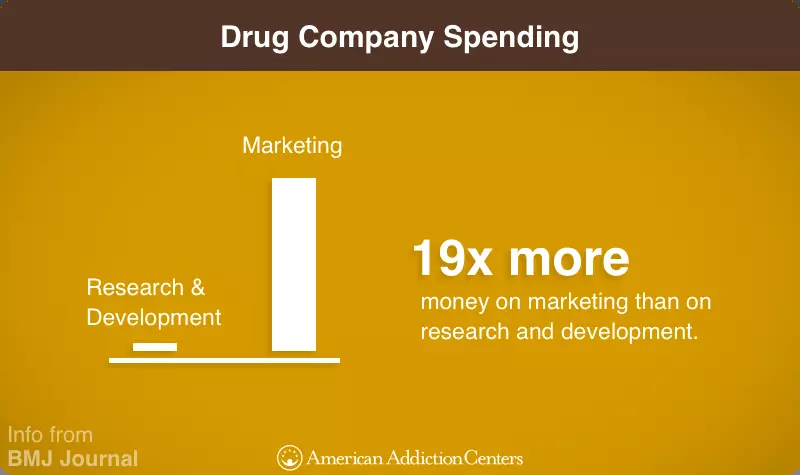 Drug Company Spending
Marketing
Research &
Development
19x more
money on marketing than on
research and development.
Info from
BMJ Journal
American Addiction Centers